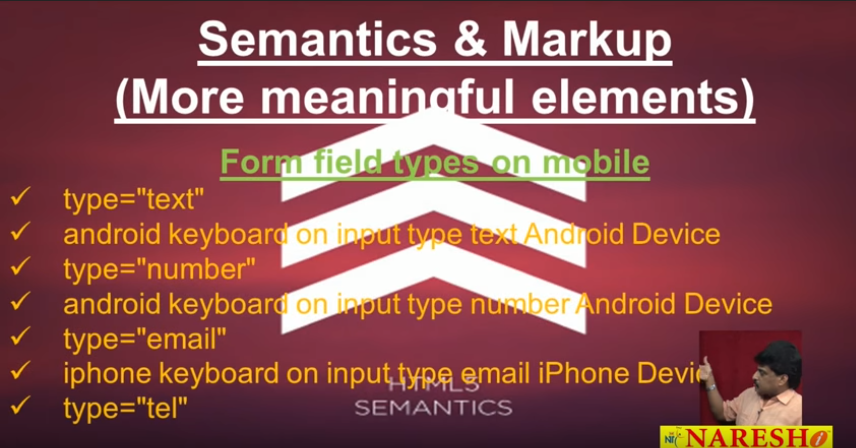 Semantics & Markup
(More meaningful elements)
Form field types on mobile
type="text"
android keyboard on input type text Android Device
type="number"
android keyboard on input type number Android Device
type="email"
iphone keyboard on input type email iPhone
type="tel"
HTML5
SEMANTICS
NARESH i